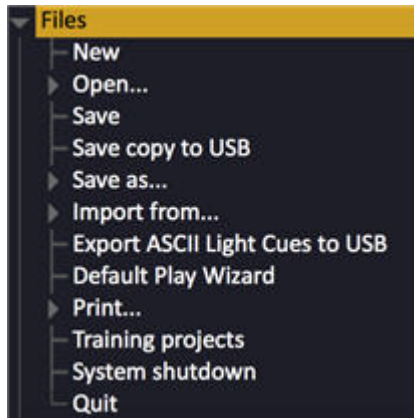 Files
New
Open...
Save
Save copy to USB
Save as...
Import from...
Export ASCII Light Cues to USB
Default Play Wizard
Print...
Training projects
System shutdown
Quit